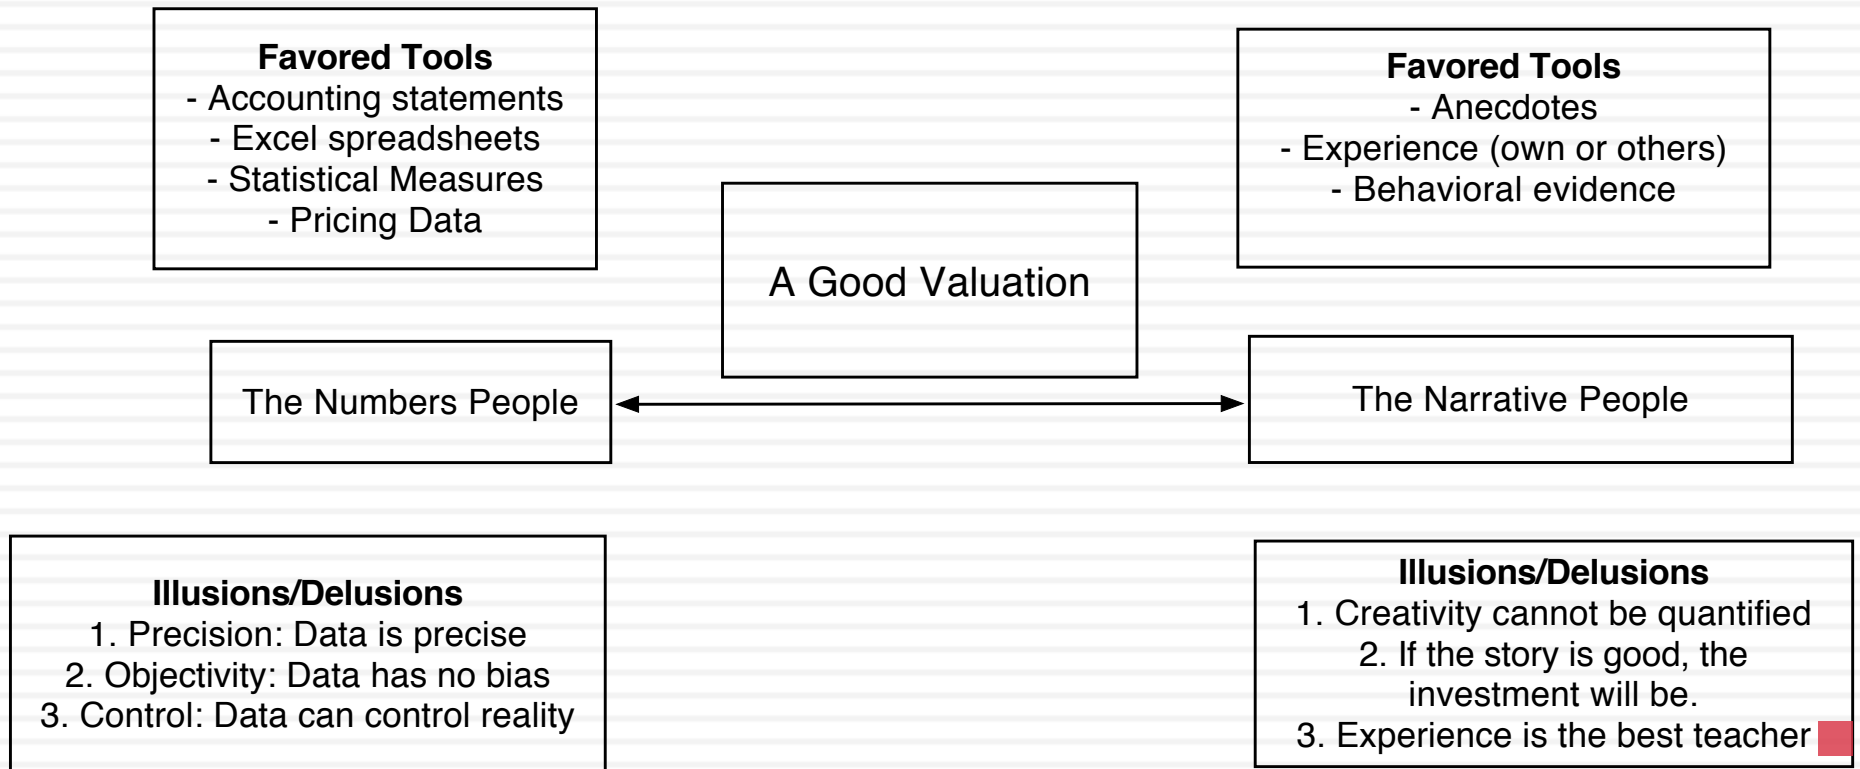 Favored Tools
- Accounting statements
- Excel spreadsheets
- Statistical Measures
- Pricing Data
Favored Tools
- Anecdotes
- Experience (own or others)
- Behavioral evidence
A Good Valuation
The Numbers People
The Narrative People
Illusions/Delusions
1. Precision: Data is precise
2. Objectivity: Data has no bias
3. Control: Data can control reality
Illusions/Delusions
1. Creativity cannot be quantified
2. If the story is good, the
investment will be.
3. Experience is the best teacher